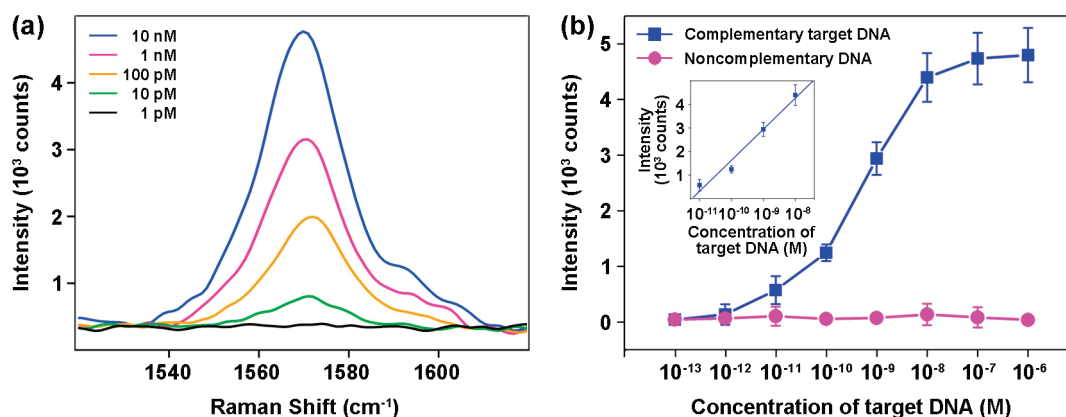 (a)
10 nM
1 nM
100 pM
10 pM
1 pM
Intensity (10³ counts)
4
3
2
1
1540 1560 1580 1600
Raman Shift (cm⁻¹)
(b)
Complementary target DNA
Noncomplementary DNA
Intensity (10³ counts)
5
4
3
2
1
0
Intensity
(10³ counts)
4
3
2
1
10⁻¹¹ 10⁻¹⁰ 10⁻⁹ 10⁻⁸
Concentration of
target DNA (M)
10⁻¹³ 10⁻¹² 10⁻¹¹ 10⁻¹⁰ 10⁻⁹ 10⁻⁸ 10⁻⁷ 10⁻⁶
Concentration of target DNA (M)